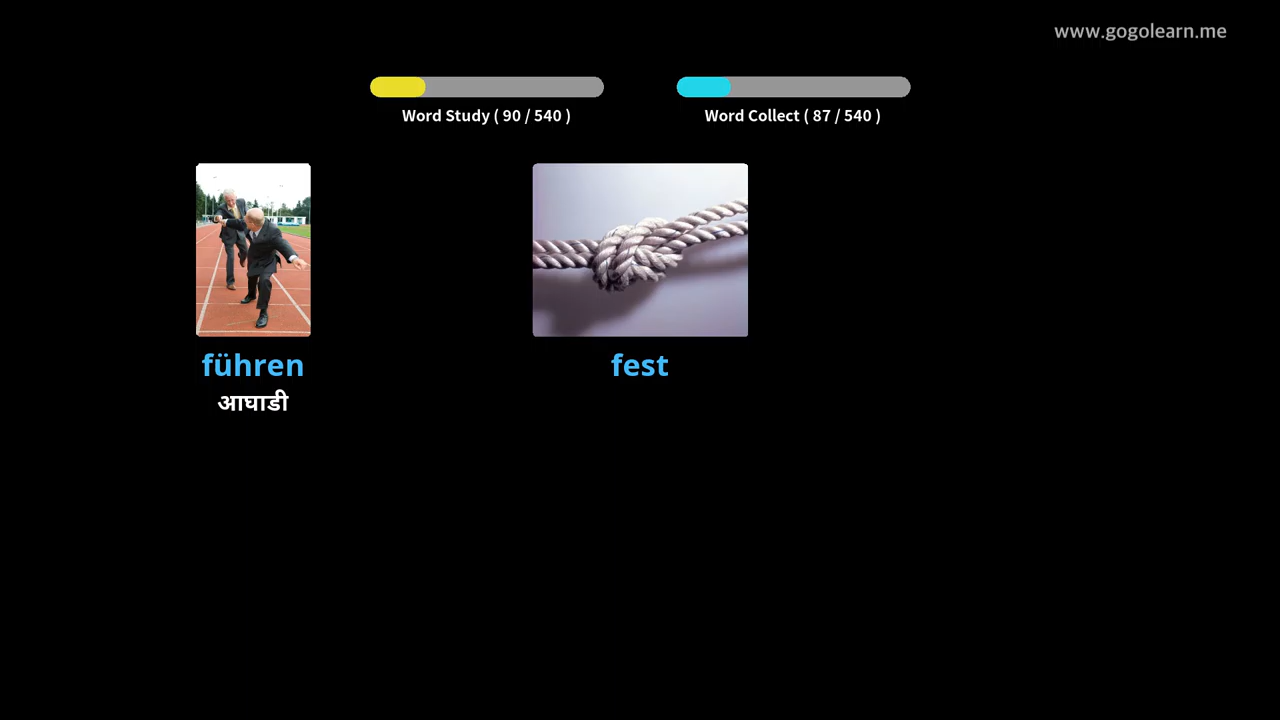 www.gogolearn.me
Word Study ( 90 / 540 )
Word Collect ( 87 / 540 )
führen
fest
आघाडी